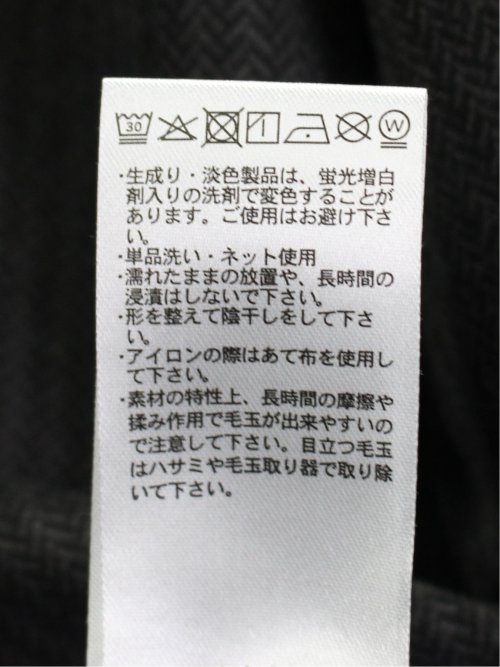 30 W
・生成り・淡色製品は、蛍光増白
剤入りの洗剤で変色することが
あります。ご使用はお避け下さ
い。
・単品洗い・ネット使用
・濡れたままの放置や、長時間の
浸漬はしないで下さい。
・形を整えて陰干しをして下さ
い。
・アイロンの際はあて布を使用し
て下さい。
・素材の特性上、長時間の摩擦や
揉み作用で毛玉が出来やすいの
で注意して下さい。目立つ毛玉
はハサミや毛玉取り器で取り除
いて下さい。